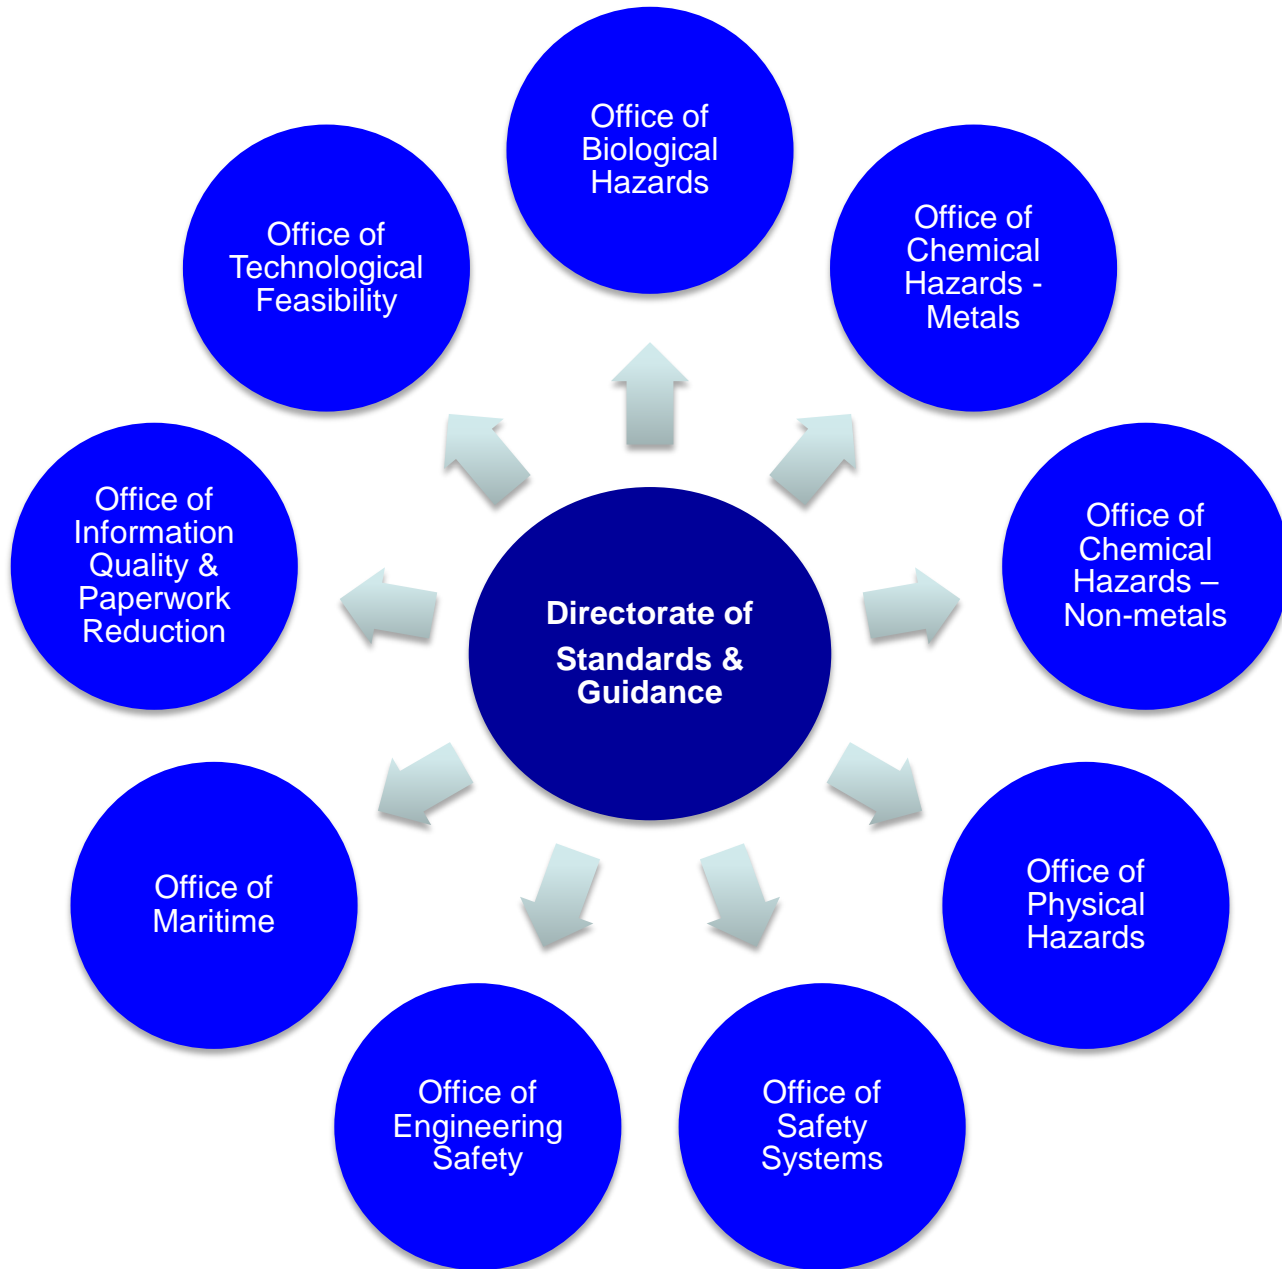 Office of
Biological
Hazards
Office of
Chemical
Hazards -
Metals
Office of
Chemical
Hazards –
Non-metals
Office of
Physical
Hazards
Office of
Safety
Systems
Office of
Engineering
Safety
Office of
Maritime
Office of
Information
Quality &
Paperwork
Reduction
Office of
Technological
Feasibility
Directorate of
Standards &
Guidance